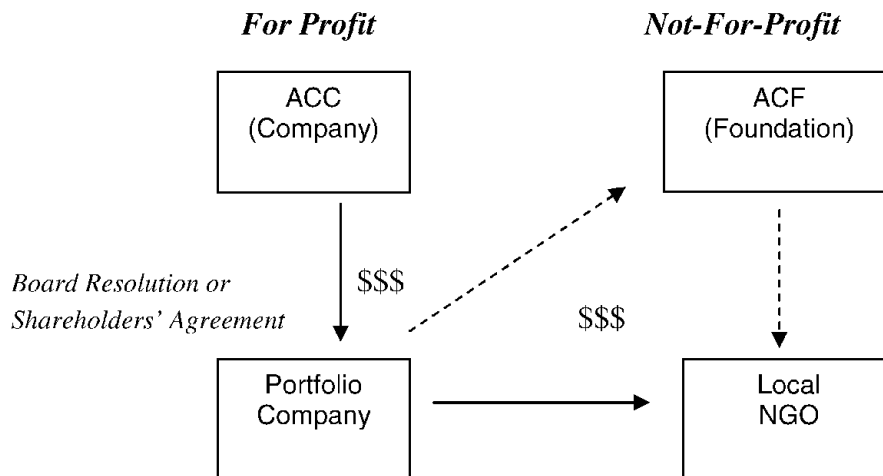 For Profit
Not-For-Profit
ACC
(Company)
ACF
(Foundation)
Board Resolution or
Shareholders’ Agreement
$$$
$$$
Portfolio
Company
Local
NGO